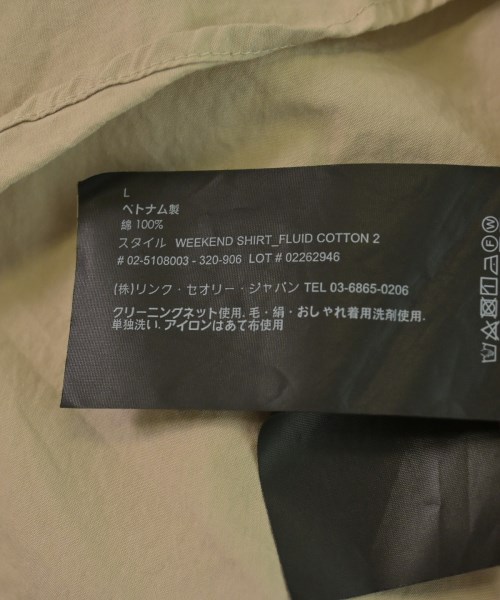 L
ベトナム製
綿 100%
スタイル WEEKEND SHIRT_FLUID COTTON 2
# 02-5108003 - 320-906 LOT # 02262946
(株)リンク・セオリー・ジャパン TEL 03-6865-0206
クリーニングネット使用. 毛・絹・おしゃれ着用洗剤使用.
単独洗い. アイロンはあて布使用